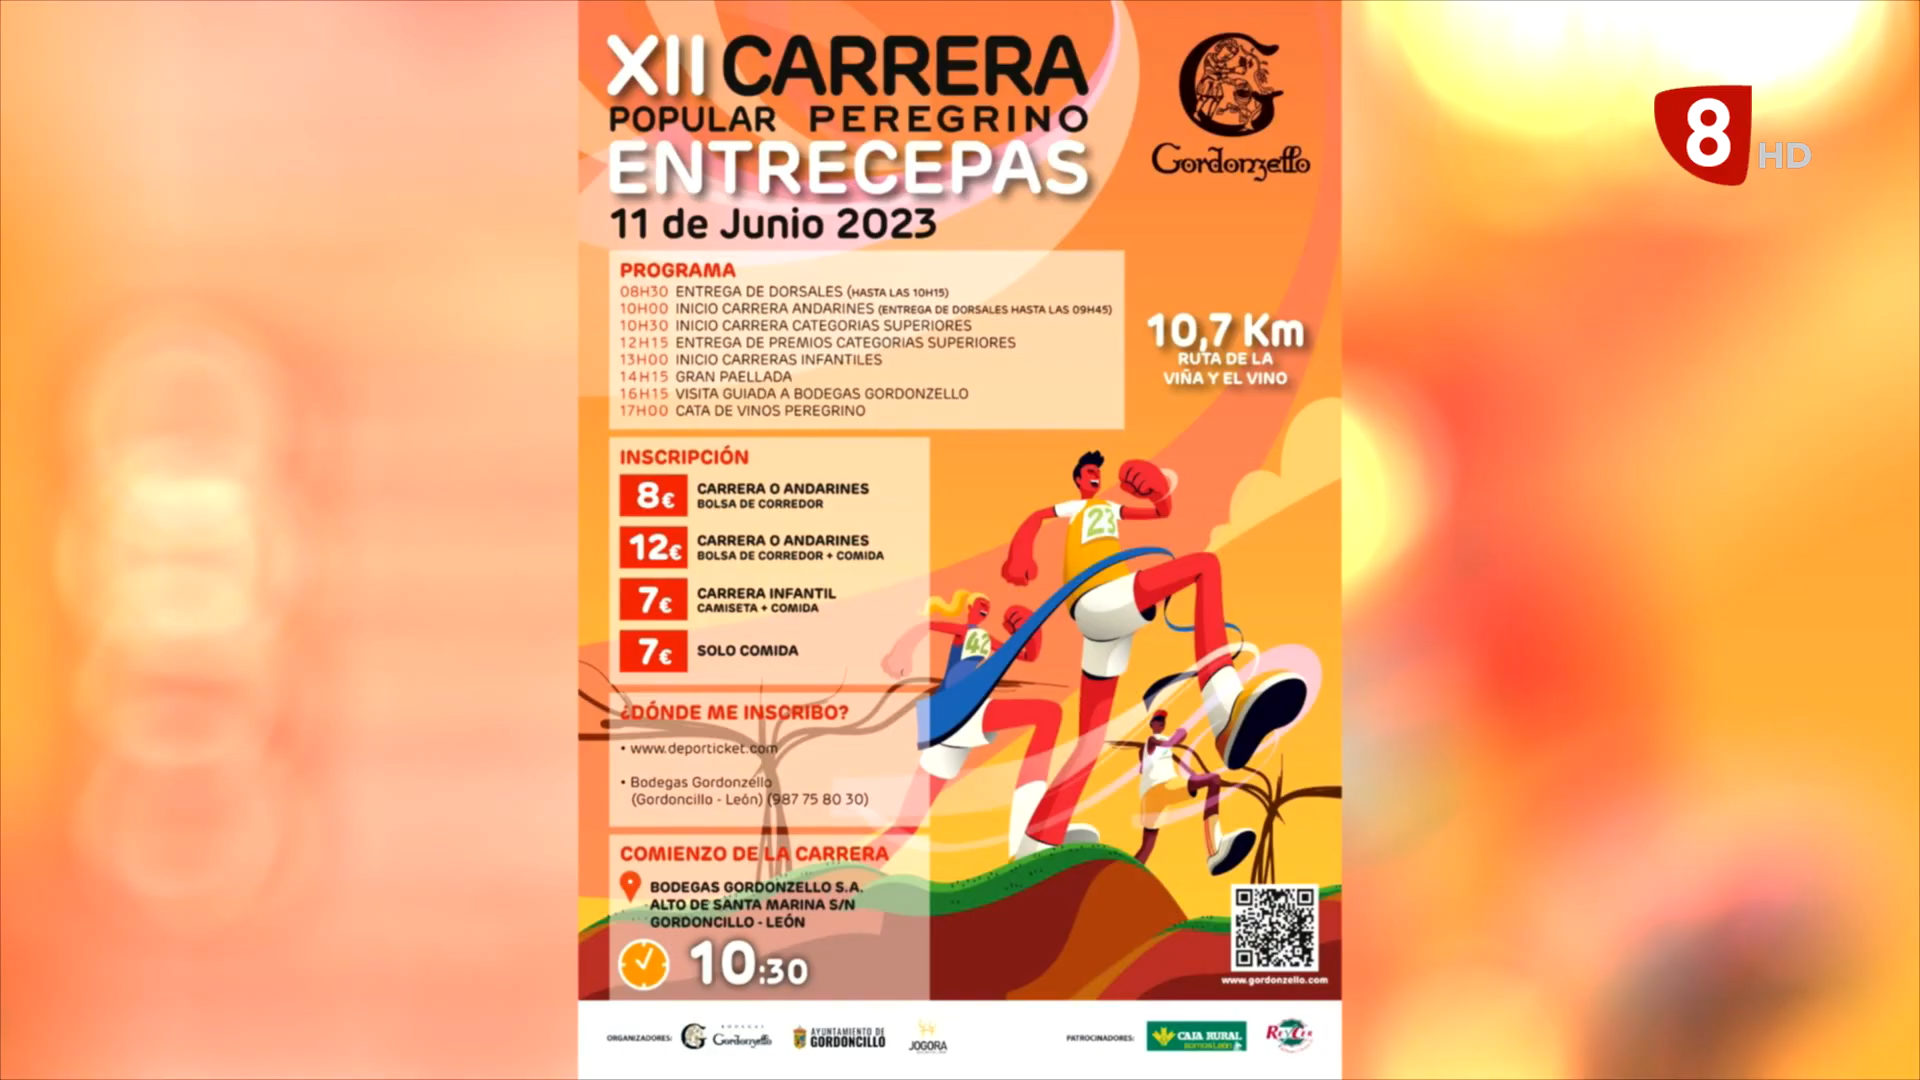 XII CARRERA
POPULAR PEREGRINO
ENTRECEPAS
11 de Junio 2023
Gordonzello
8 HD
PROGRAMA
08H30 ENTREGA DE DORSALES (HASTA LAS 10H15)
10H00 INICIO CARRERA ANDARINES (ENTREGA DE DORSALES HASTA LAS 09H45)
10H30 INICIO CARRERA CATEGORIAS SUPERIORES
12H15 ENTREGA DE PREMIOS CATEGORIAS SUPERIORES
13H00 INICIO CARRERAS INFANTILES
14H15 GRAN PAELLADA
16H15 VISITA GUIADA A BODEGAS GORDONZELLO
17H00 CATA DE VINOS PEREGRINO
10,7 Km
RUTA DE LA
VIÑA Y EL VINO
INSCRIPCIÓN
8€ CARRERA O ANDARINES
BOLSA DE CORREDOR
12€ CARRERA O ANDARINES
BOLSA DE CORREDOR + COMIDA
7€ CARRERA INFANTIL
CAMISETA + COMIDA
7€ SOLO COMIDA
23
42
¿DÓNDE ME INSCRIBO?
• www.deporticket.com
• Bodegas Gordonzello
(Gordoncillo - León) (987 75 80 30)
COMIENZO DE LA CARRERA
BODEGAS GORDONZELLO S.A.
ALTO DE SANTA MARINA S/N
GORDONCILLO - LEÓN
10:30
www.gordonzello.com
ORGANIZADORES:
BODEGAS
Gordonzello
AYUNTAMIENTO DE
GORDONCILLO
JOGORA
PATROCINADORES:
CAJA RURAL